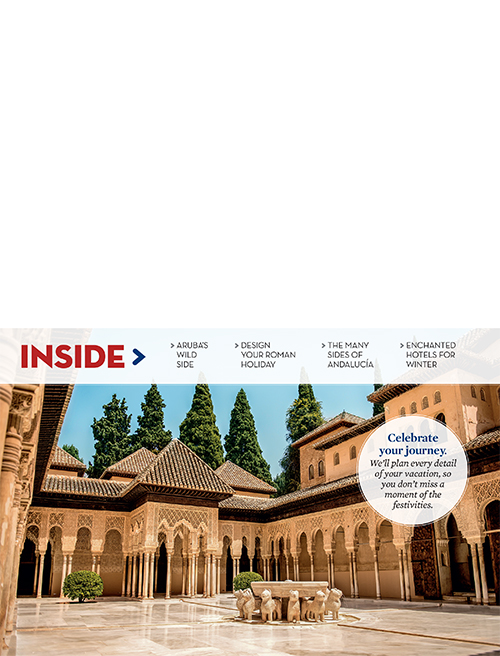 INSIDE >
> ARUBA'S
WILD
SIDE
> DESIGN
YOUR ROMAN
HOLIDAY
> THE MANY
SIDES OF
ANDALUCÍA
> ENCHANTED
HOTELS FOR
WINTER
Celebrate
your journey.
We'll plan every detail
of your vacation, so
you don't miss a
moment of the
festivities.